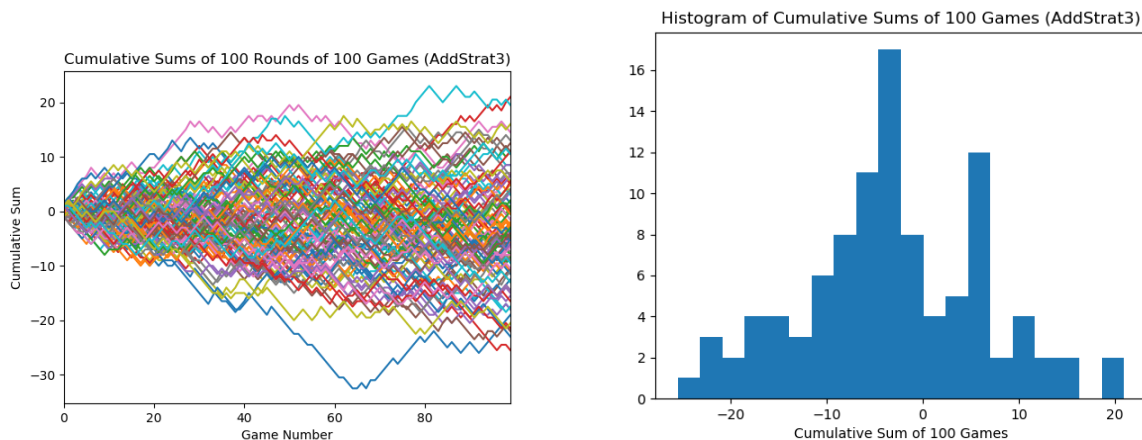 Cumulative Sums of 100 Rounds of 100 Games (AddStrat3)
20
10
0
−10
−20
−30
Cumulative Sum
0 20 40 60 80
Game Number
Histogram of Cumulative Sums of 100 Games (AddStrat3)
16
14
12
10
8
6
4
2
0
−20 −10 0 10 20
Cumulative Sum of 100 Games